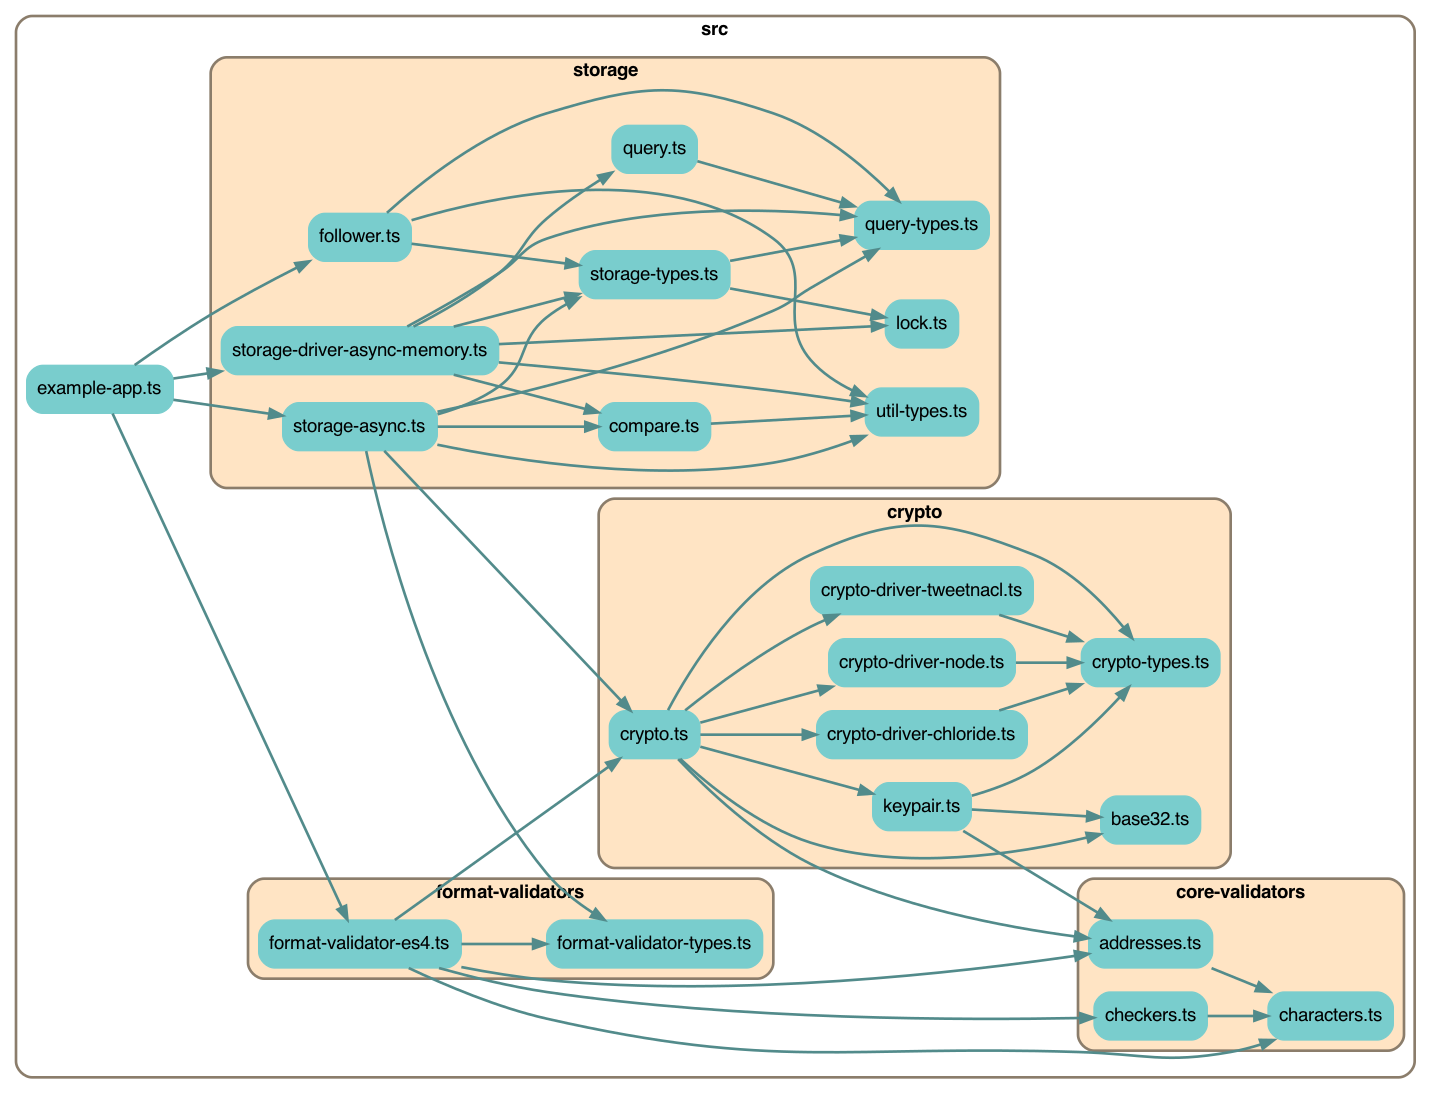 src
storage
query.ts
follower.ts
query-types.ts
storage-types.ts
lock.ts
storage-driver-async-memory.ts
example-app.ts
storage-async.ts
compare.ts
util-types.ts
crypto
crypto-driver-tweetnacl.ts
crypto-driver-node.ts
crypto-types.ts
crypto.ts
crypto-driver-chloride.ts
keypair.ts
base32.ts
format-validators
format-validator-es4.ts
format-validator-types.ts
core-validators
addresses.ts
checkers.ts
characters.ts